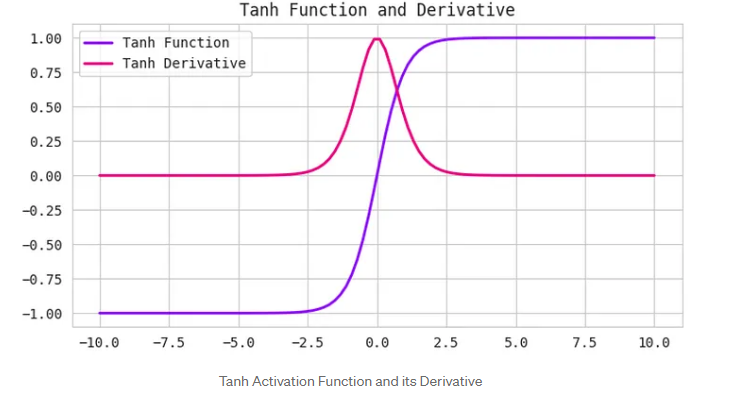 Tanh Function and Derivative
Tanh Function
Tanh Derivative
1.00
0.75
0.50
0.25
0.00
−0.25
−0.50
−0.75
−1.00
−10.0 −7.5 −5.0 −2.5 0.0 2.5 5.0 7.5 10.0
Tanh Activation Function and its Derivative